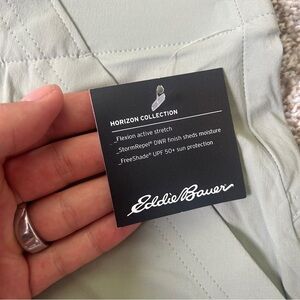 HORIZON COLLECTION
_Flexion active stretch
_StormRepel® DWR finish sheds moisture
_FreeShade® UPF 50+ sun protection
Eddie Bauer